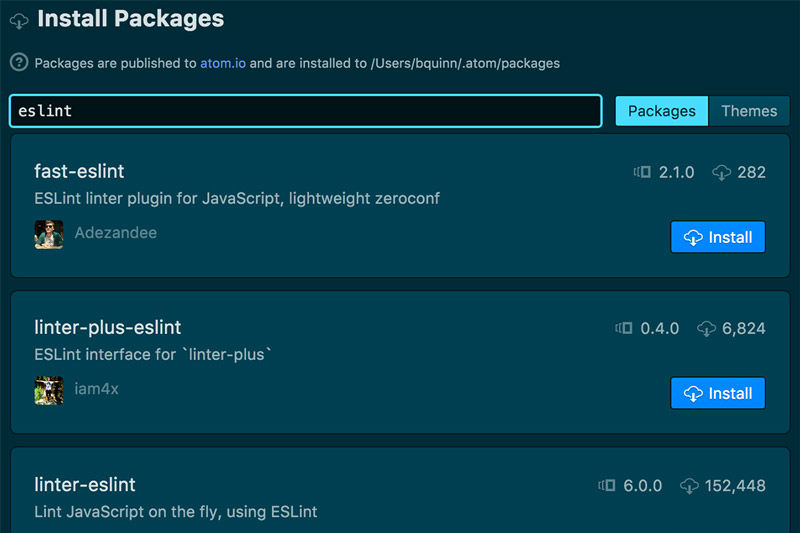 Install Packages
Packages are published to atom.io and are installed to /Users/bquinn/.atom/packages
eslint
Packages
Themes
fast-eslint
2.1.0
282
ESLint linter plugin for JavaScript, lightweight zeroconf
Adezandee
Install
linter-plus-eslint
0.4.0
6,824
ESLint interface for `linter-plus`
iam4x
Install
linter-eslint
6.0.0
152,448
Lint JavaScript on the fly, using ESLint